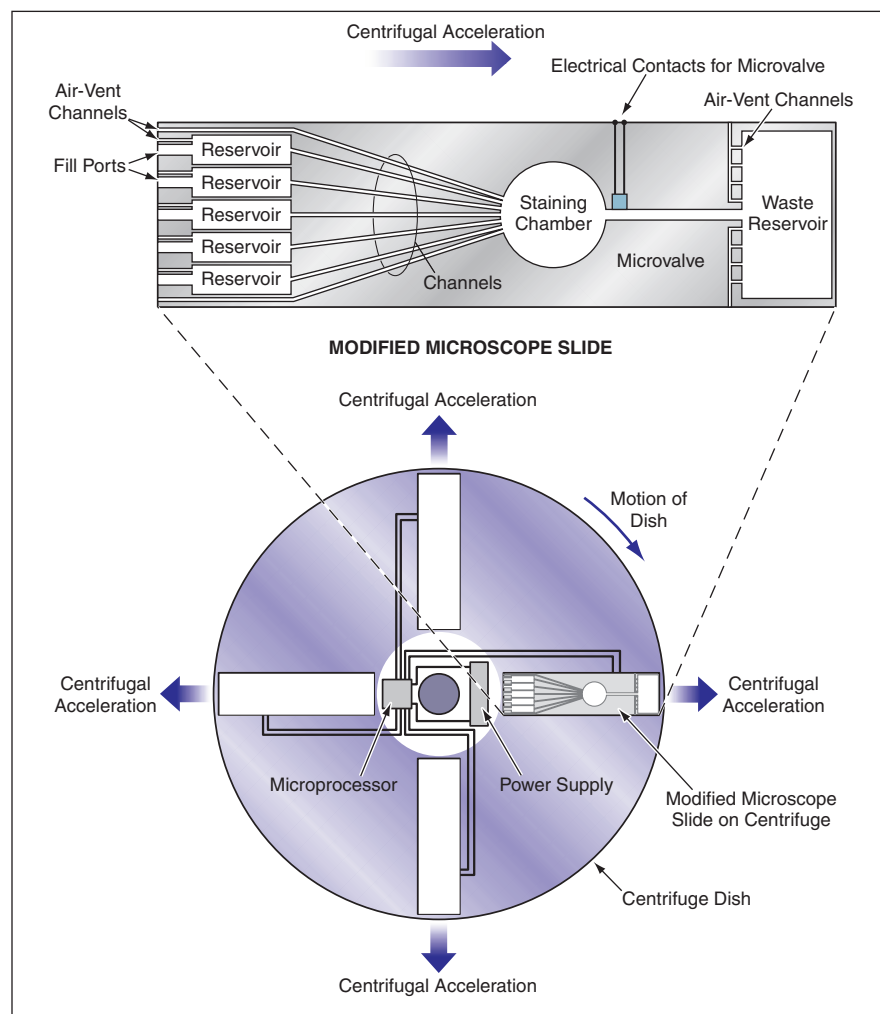 Centrifugal Acceleration
Electrical Contacts for Microvalve
Air-Vent Channels
Air-Vent
Channels
Fill Ports
Reservoir
Reservoir
Reservoir
Reservoir
Reservoir
Staining
Chamber
Waste
Reservoir
Microvalve
Channels
MODIFIED MICROSCOPE SLIDE
Centrifugal Acceleration
Motion of
Dish
Centrifugal
Acceleration
Centrifugal
Acceleration
Microprocessor
Power Supply
Modified Microscope
Slide on Centrifuge
Centrifuge Dish
Centrifugal Acceleration